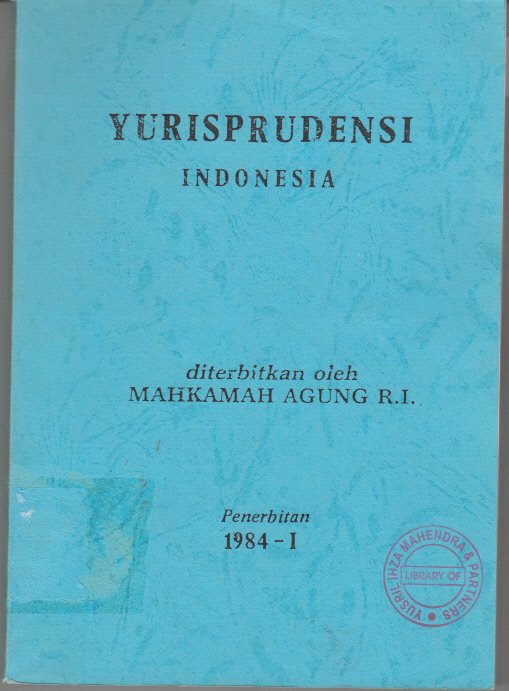 YURISPRUDENSI
INDONESIA
diterbitkan oleh
MAHKAMAH AGUNG R.I.
Penerbitan
1984 - I
YUSRIL IHZA MAHENDRA & PARTNERS
LIBRARY OF